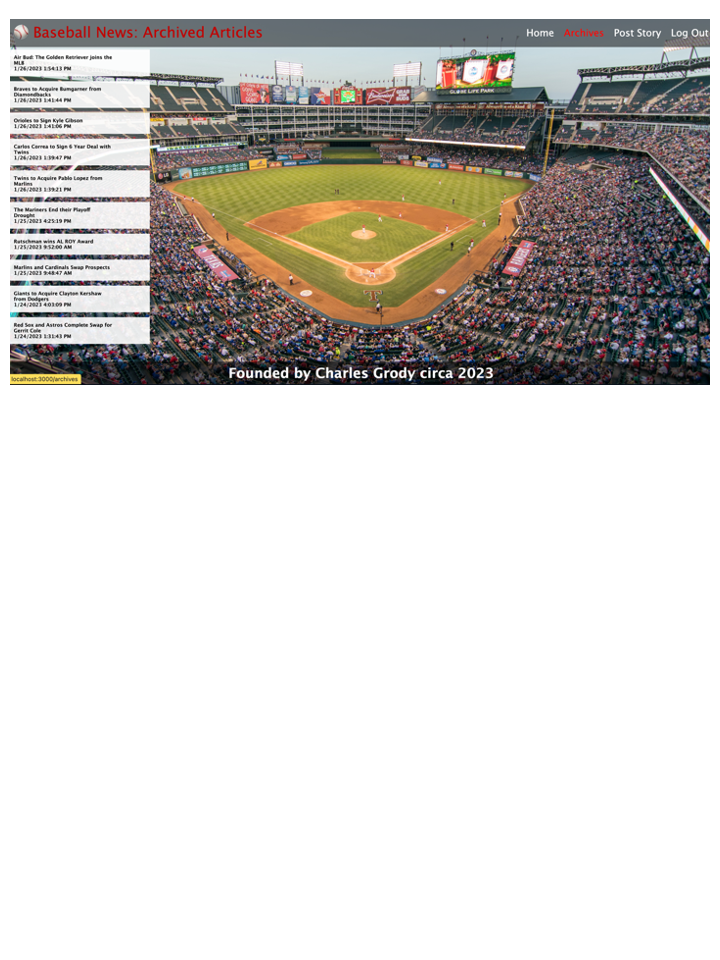 Baseball News: Archived Articles
Home Archives Post Story Log Out
Air Bud: The Golden Retriever Joins the
MLB
1/26/2023 1:54:13 PM
Braves to Acquire Bumgarner from
Diamondbacks
1/26/2023 1:41:44 PM
Orioles to Sign Kyle Gibson
1/26/2023 1:41:06 PM
Carlos Correa to Sign 6 Year Deal with
Twins
1/26/2023 1:39:47 PM
Twins to Acquire Pablo Lopez from
Marlins
1/26/2023 1:39:21 PM
The Mariners End their Playoff
Drought
1/25/2023 4:25:19 PM
Rutschman wins AL ROY Award
1/25/2023 9:52:00 AM
Marlins and Cardinals Swap Prospects
1/25/2023 9:48:47 AM
Giants to Acquire Clayton Kershaw
from Dodgers
1/24/2023 4:03:09 PM
Red Sox and Astros Complete Swap for
Gerrit Cole
1/24/2023 1:31:43 PM
GLOBE LIFE PARK
Budweiser
Founded by Charles Grody circa 2023
localhost:3000/archives